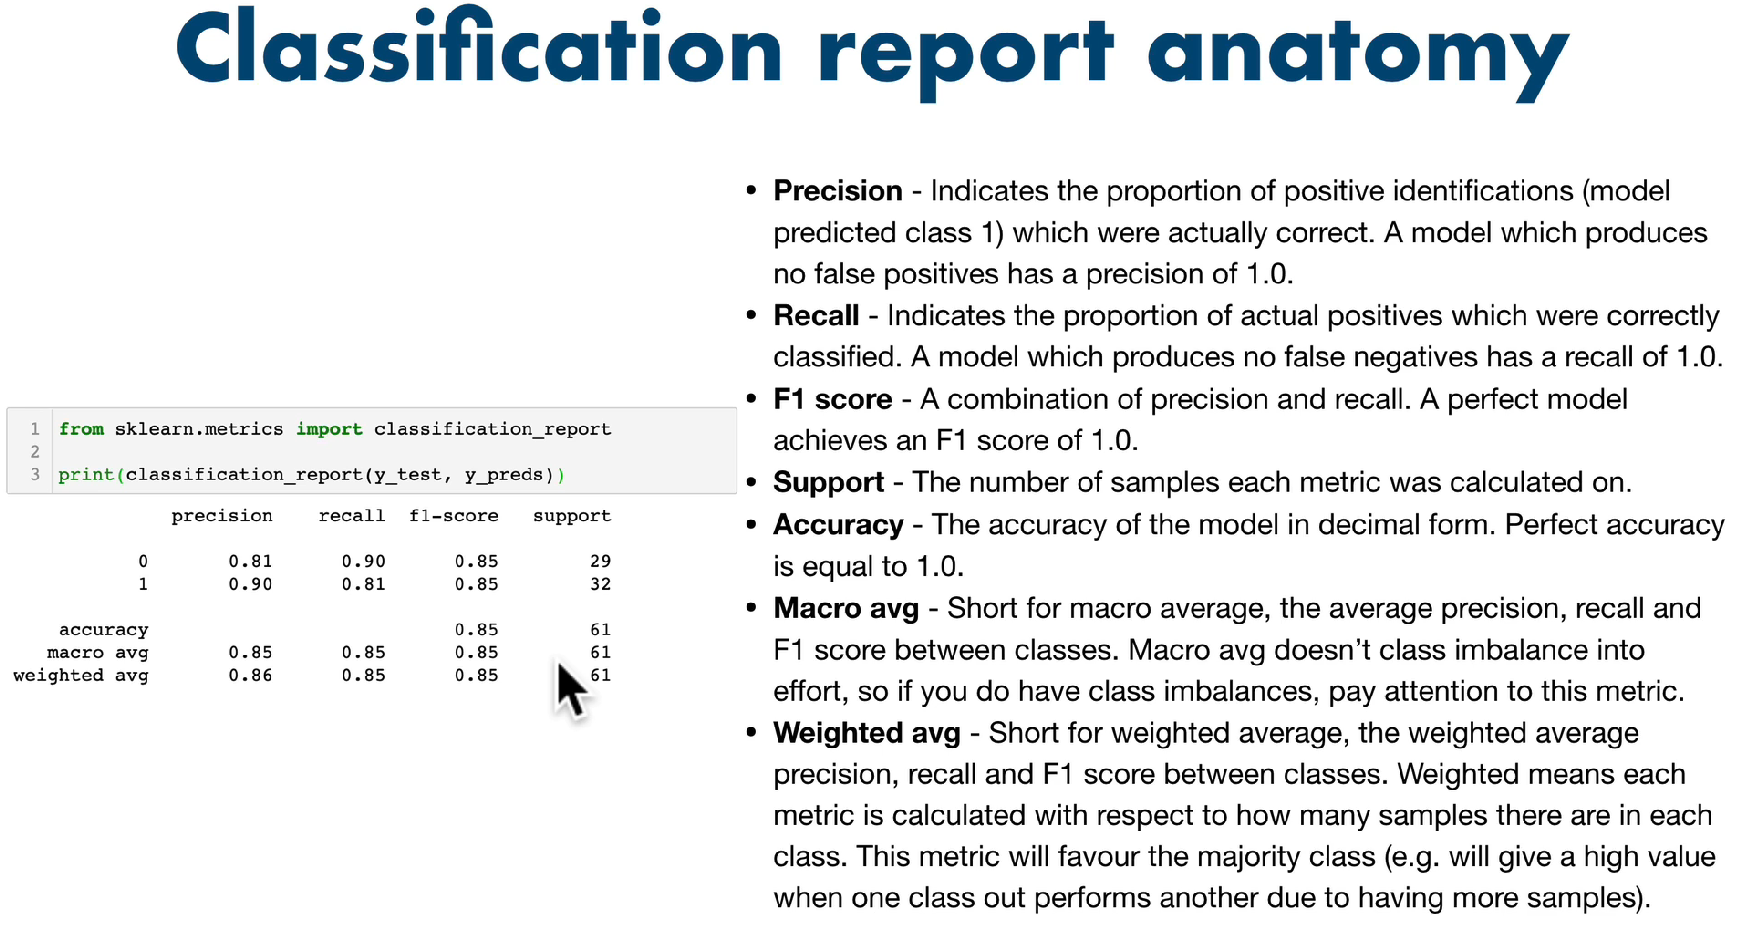 Classification report anatomy
1 from sklearn.metrics import classification_report
2
3 print(classification_report(y_test, y_preds))
precision recall f1-score support
0 0.81 0.90 0.85 29
1 0.90 0.81 0.85 32
accuracy 0.85 61
macro avg 0.85 0.85 0.85 61
weighted avg 0.86 0.85 0.85 61
• Precision - Indicates the proportion of positive identifications (model
predicted class 1) which were actually correct. A model which produces
no false positives has a precision of 1.0.
• Recall - Indicates the proportion of actual positives which were correctly
classified. A model which produces no false negatives has a recall of 1.0.
• F1 score - A combination of precision and recall. A perfect model
achieves an F1 score of 1.0.
• Support - The number of samples each metric was calculated on.
• Accuracy - The accuracy of the model in decimal form. Perfect accuracy
is equal to 1.0.
• Macro avg - Short for macro average, the average precision, recall and
F1 score between classes. Macro avg doesn’t class imbalance into
effort, so if you do have class imbalances, pay attention to this metric.
• Weighted avg - Short for weighted average, the weighted average
precision, recall and F1 score between classes. Weighted means each
metric is calculated with respect to how many samples there are in each
class. This metric will favour the majority class (e.g. will give a high value
when one class out performs another due to having more samples).